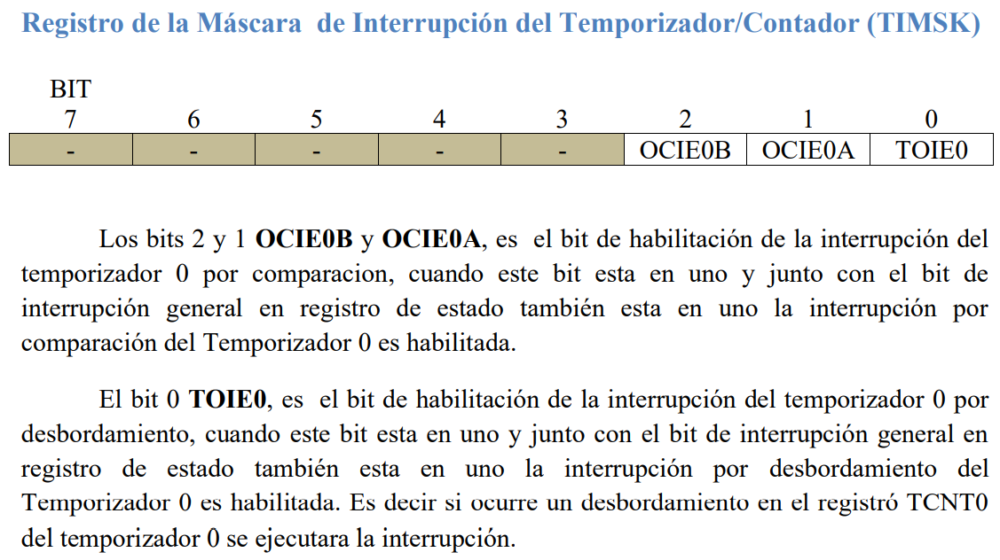 Registro de la Máscara  de Interrupción del Temporizador/Contador (TIMSK)
BIT
7 6 5 4 3 2 1 0
- - - - - OCIE0B OCIE0A TOIE0
Los bits 2 y 1 OCIE0B y OCIE0A, es  el bit de habilitación de la interrupción del
temporizador 0 por comparacion, cuando este bit esta en uno y junto con el bit de
interrupción general en registro de estado también esta en uno la interrupción por
comparación del Temporizador 0 es habilitada.
El bit 0 TOIE0, es  el bit de habilitación de la interrupción del temporizador 0 por
desbordamiento, cuando este bit esta en uno y junto con el bit de interrupción general en
registro de estado también esta en uno la interrupción por desbordamiento del
Temporizador 0 es habilitada. Es decir si ocurre un desbordamiento en el registró TCNT0
del temporizador 0 se ejecutara la interrupción.